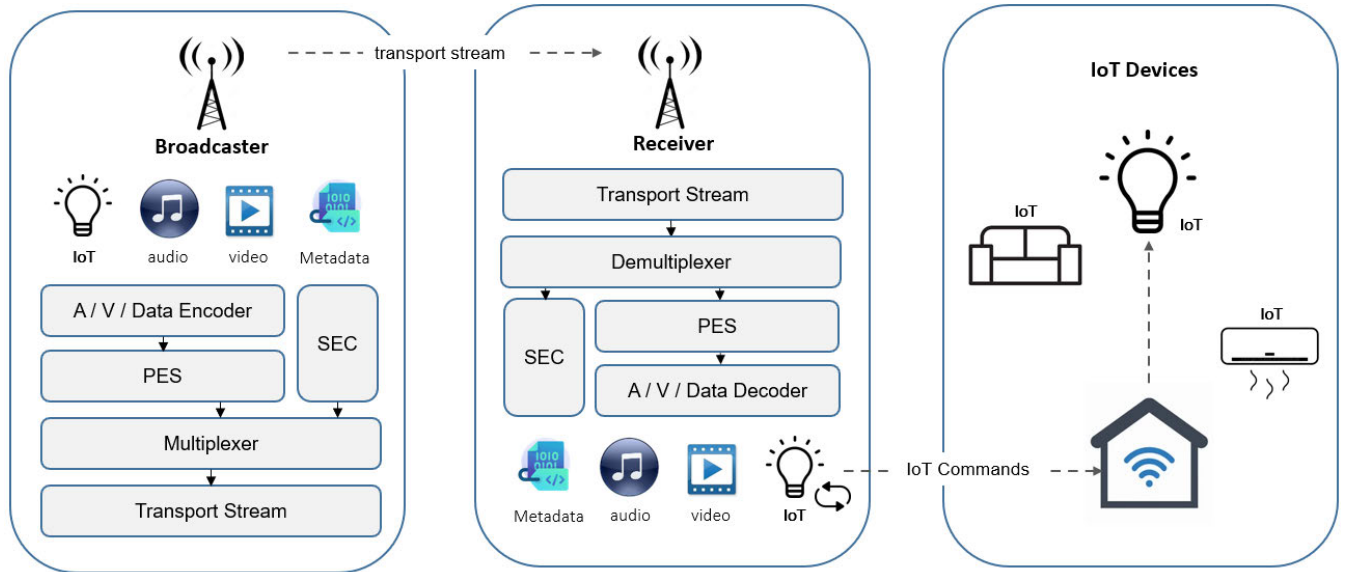 transport stream
Broadcaster
IoT
audio
video
Metadata
A / V / Data Encoder
SEC
PES
Multiplexer
Transport Stream
Receiver
Transport Stream
Demultiplexer
SEC
PES
A / V / Data Decoder
Metadata
audio
video
IoT
IoT Commands
IoT Devices
IoT
IoT
IoT